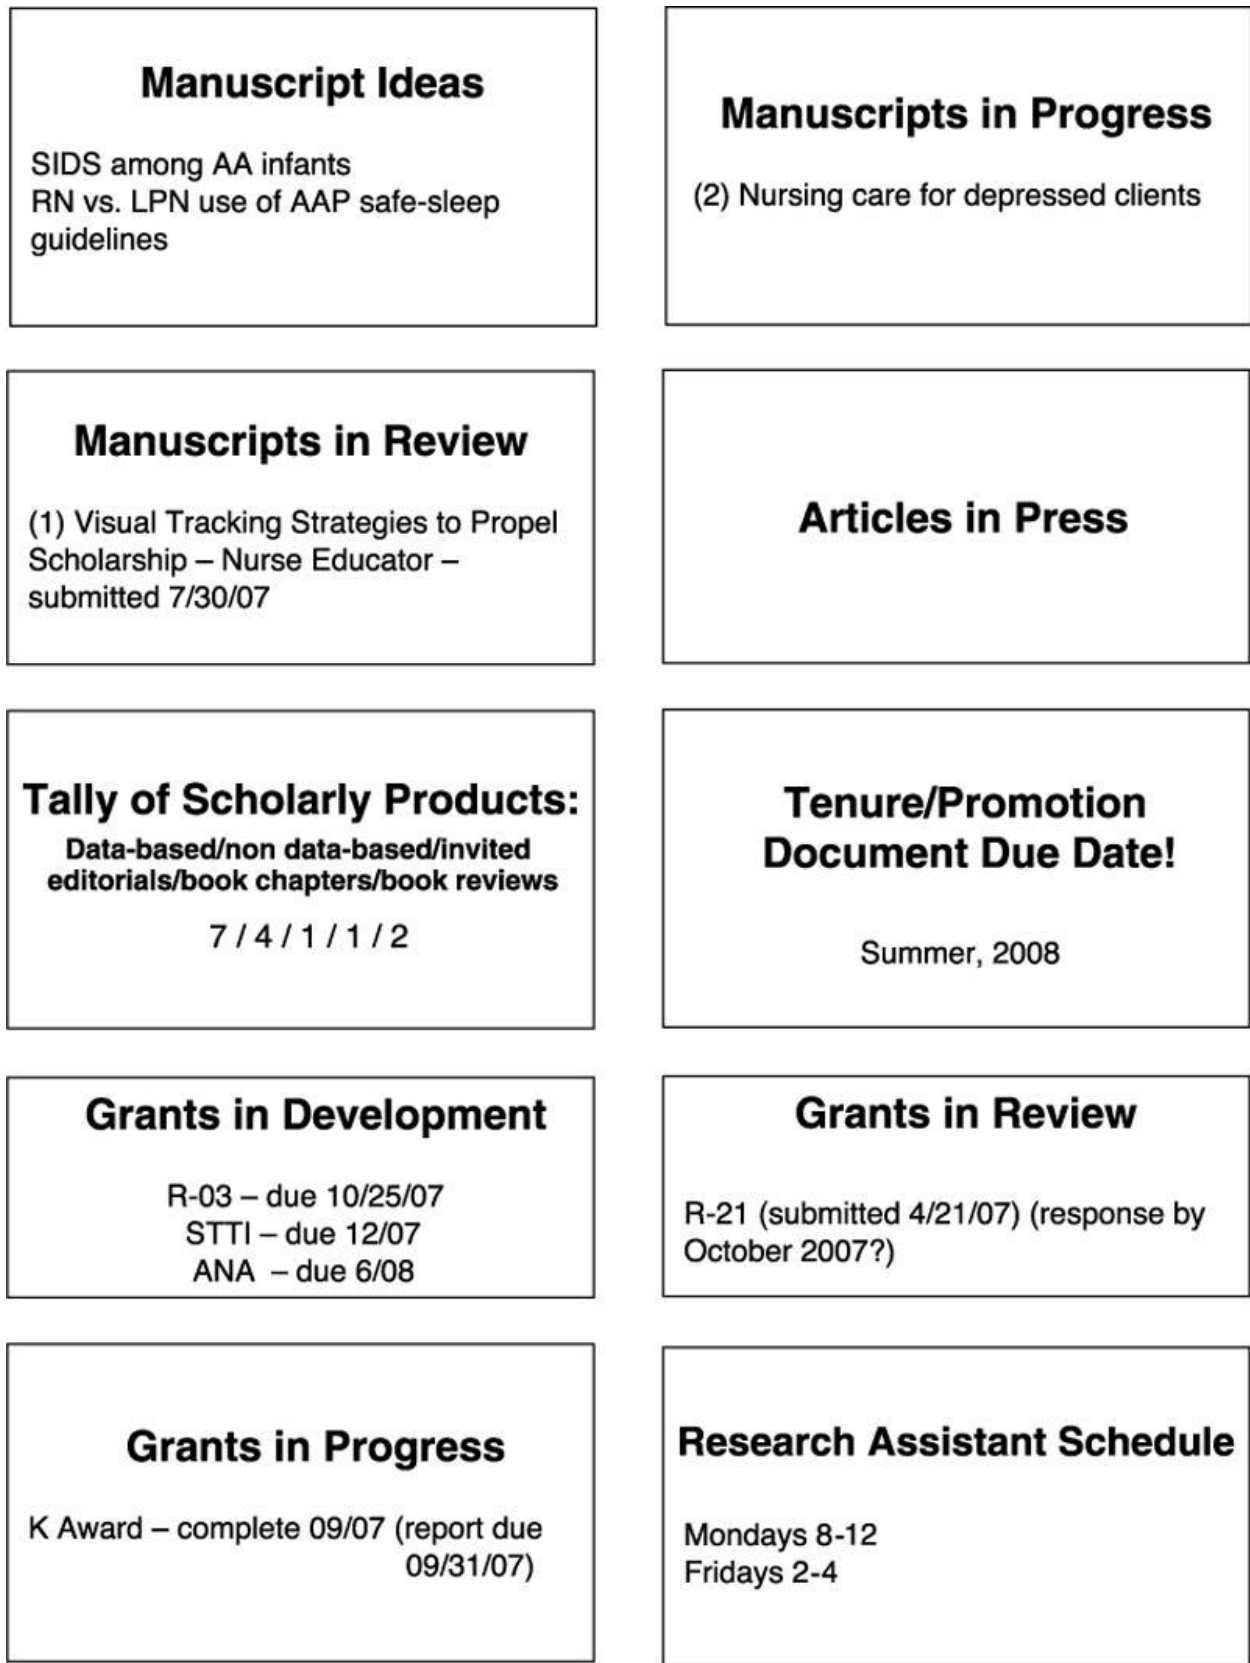 Manuscript Ideas
SIDS among AA infants
RN vs. LPN use of AAP safe-sleep
guidelines
Manuscripts in Progress
(2) Nursing care for depressed clients
Manuscripts in Review
(1) Visual Tracking Strategies to Propel
Scholarship – Nurse Educator –
submitted 7/30/07
Articles in Press
Tally of Scholarly Products:
Data-based/non data-based/invited
editorials/book chapters/book reviews
7 / 4 / 1 / 1 / 2
Tenure/Promotion
Document Due Date!
Summer, 2008
Grants in Development
R-03 – due 10/25/07
STTI – due 12/07
ANA – due 6/08
Grants in Review
R-21 (submitted 4/21/07) (response by
October 2007?)
Grants in Progress
K Award – complete 09/07 (report due
09/31/07)
Research Assistant Schedule
Mondays 8-12
Fridays 2-4